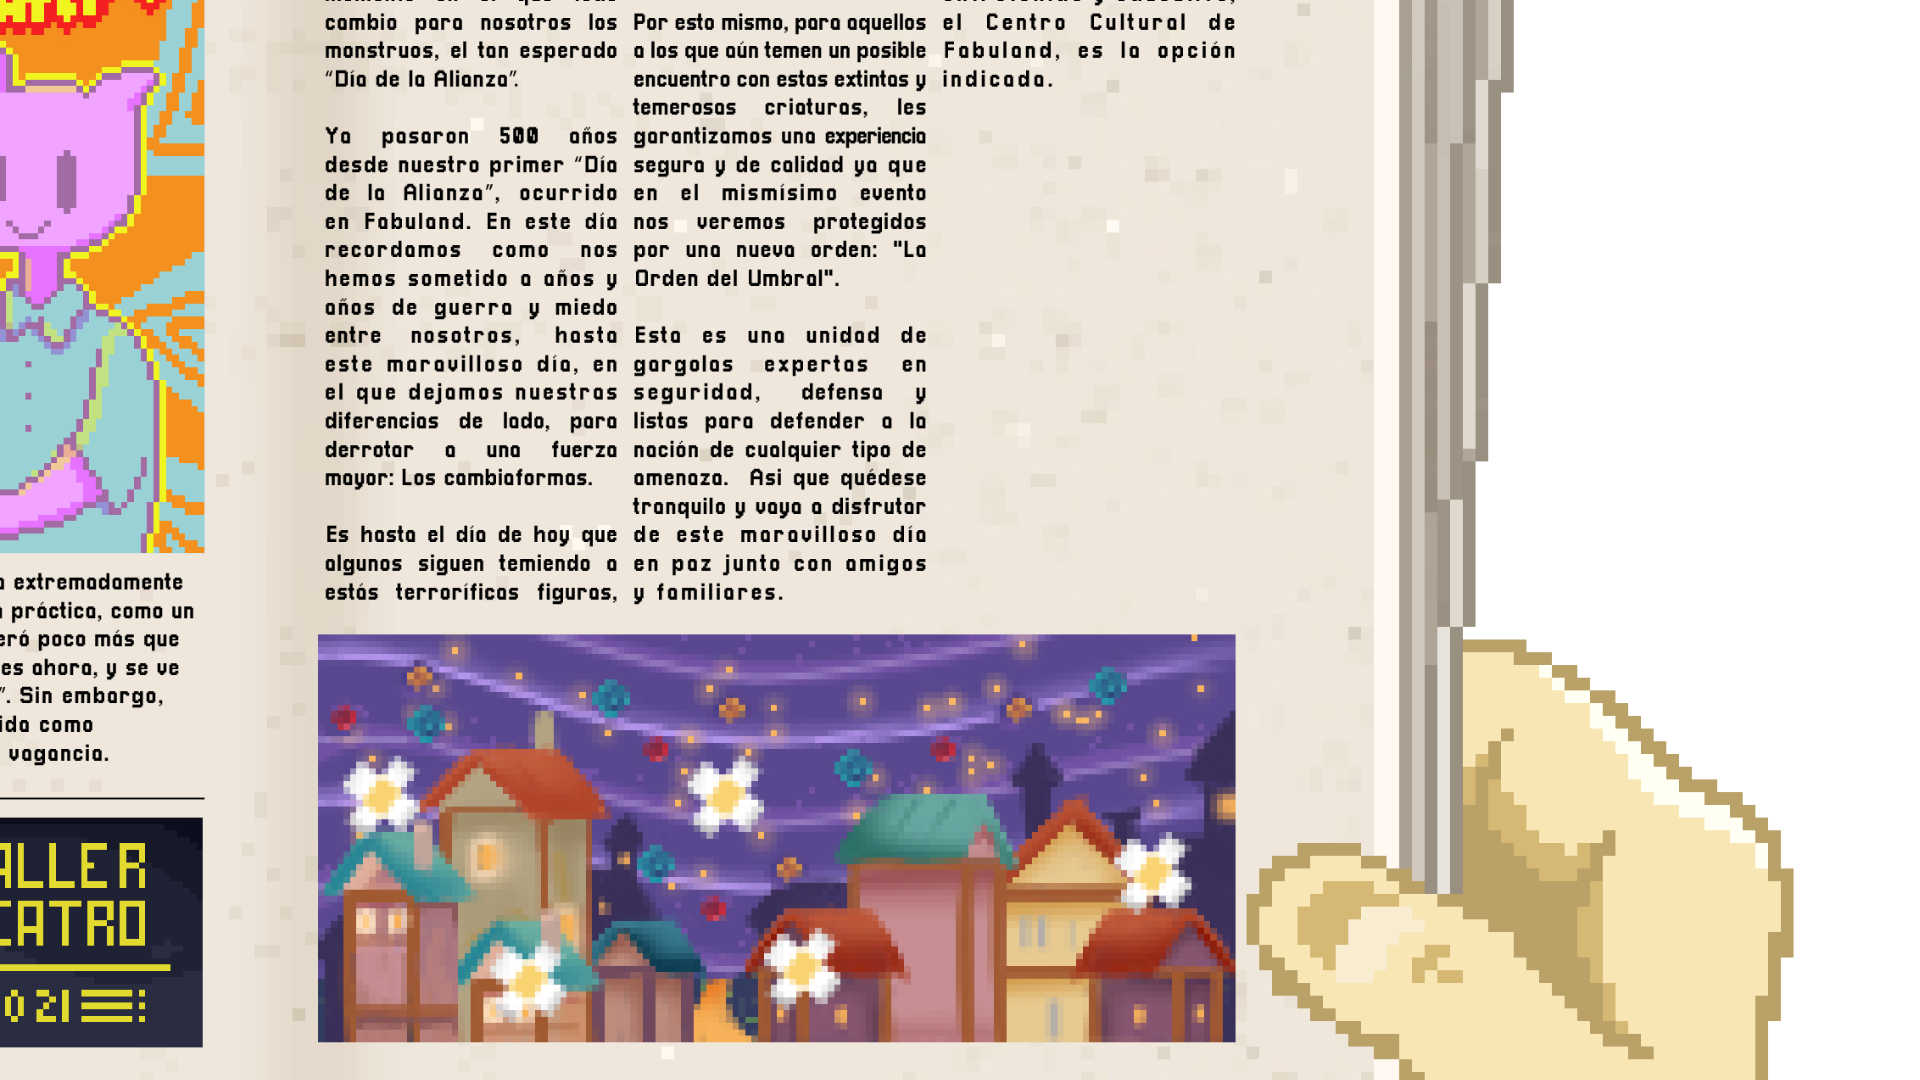 extremadamente
práctica, como un
poco más que
es ahora, y se ve
Sin embargo,
como
vagancia.
cambio para nosotros los
monstruos, el tan esperado
“Día de la Alianza”.
Ya pasaron 500 años
desde nuestro primer “Día
de la Alianza”, ocurrido
en Fabuland. En este día
recordamos como nos
hemos sometido a años y
años de guerra y miedo
entre nosotros, hasta
este maravilloso día, en
el que dejamos nuestras
diferencias de lado, para
derrotar a una fuerza
mayor: Los cambiaformas.
Es hasta el día de hoy que
algunos siguen temiendo a
estás terroríficas figuras,
Por esto mismo, para aquellos
a los que aún temen un posible
encuentro con estas extintas y
temerosas criaturas, les
garantizamos una experiencia
segura y de calidad ya que
en el mismísimo evento
nos veremos protegidos
por una nueva orden: "La
Orden del Umbral".
Esta es una unidad de
gargolas expertas en
seguridad, defensa y
listas para defender a la
nación de cualquier tipo de
amenaza. Asi que quédese
tranquilo y vaya a disfrutar
de este maravilloso día
en paz junto con amigos
y familiares.
el Centro Cultural de
Fabuland, es la opción
indicada.
ALLER
EATRO
021